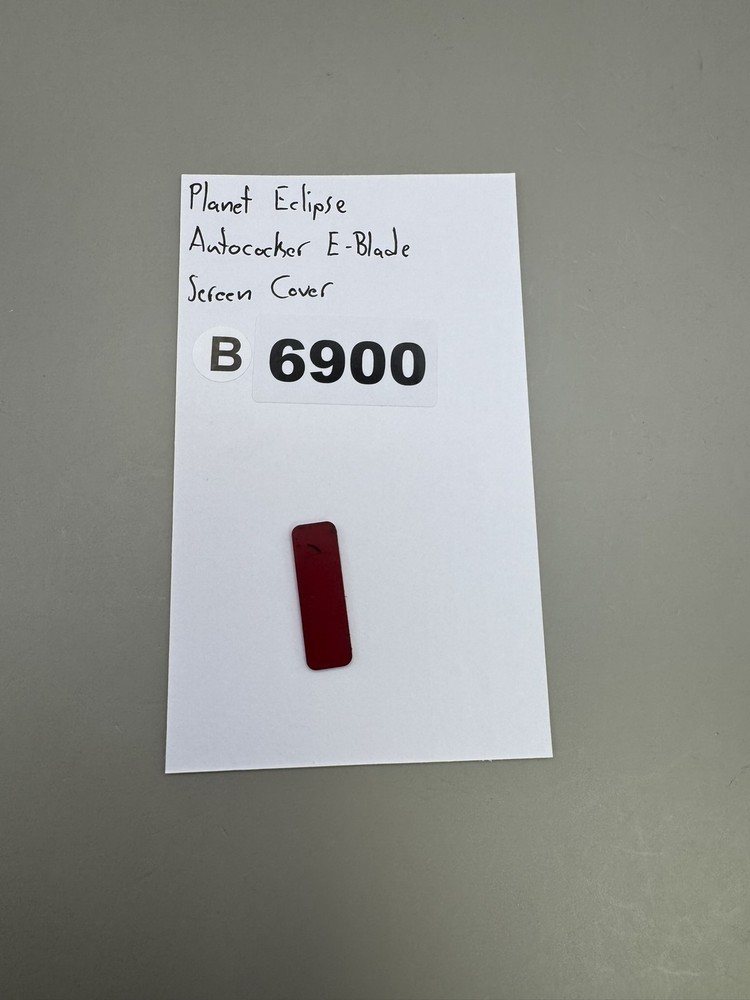 Planet Eclipse
Autococker E-Blade
Screen Cover
B 6900